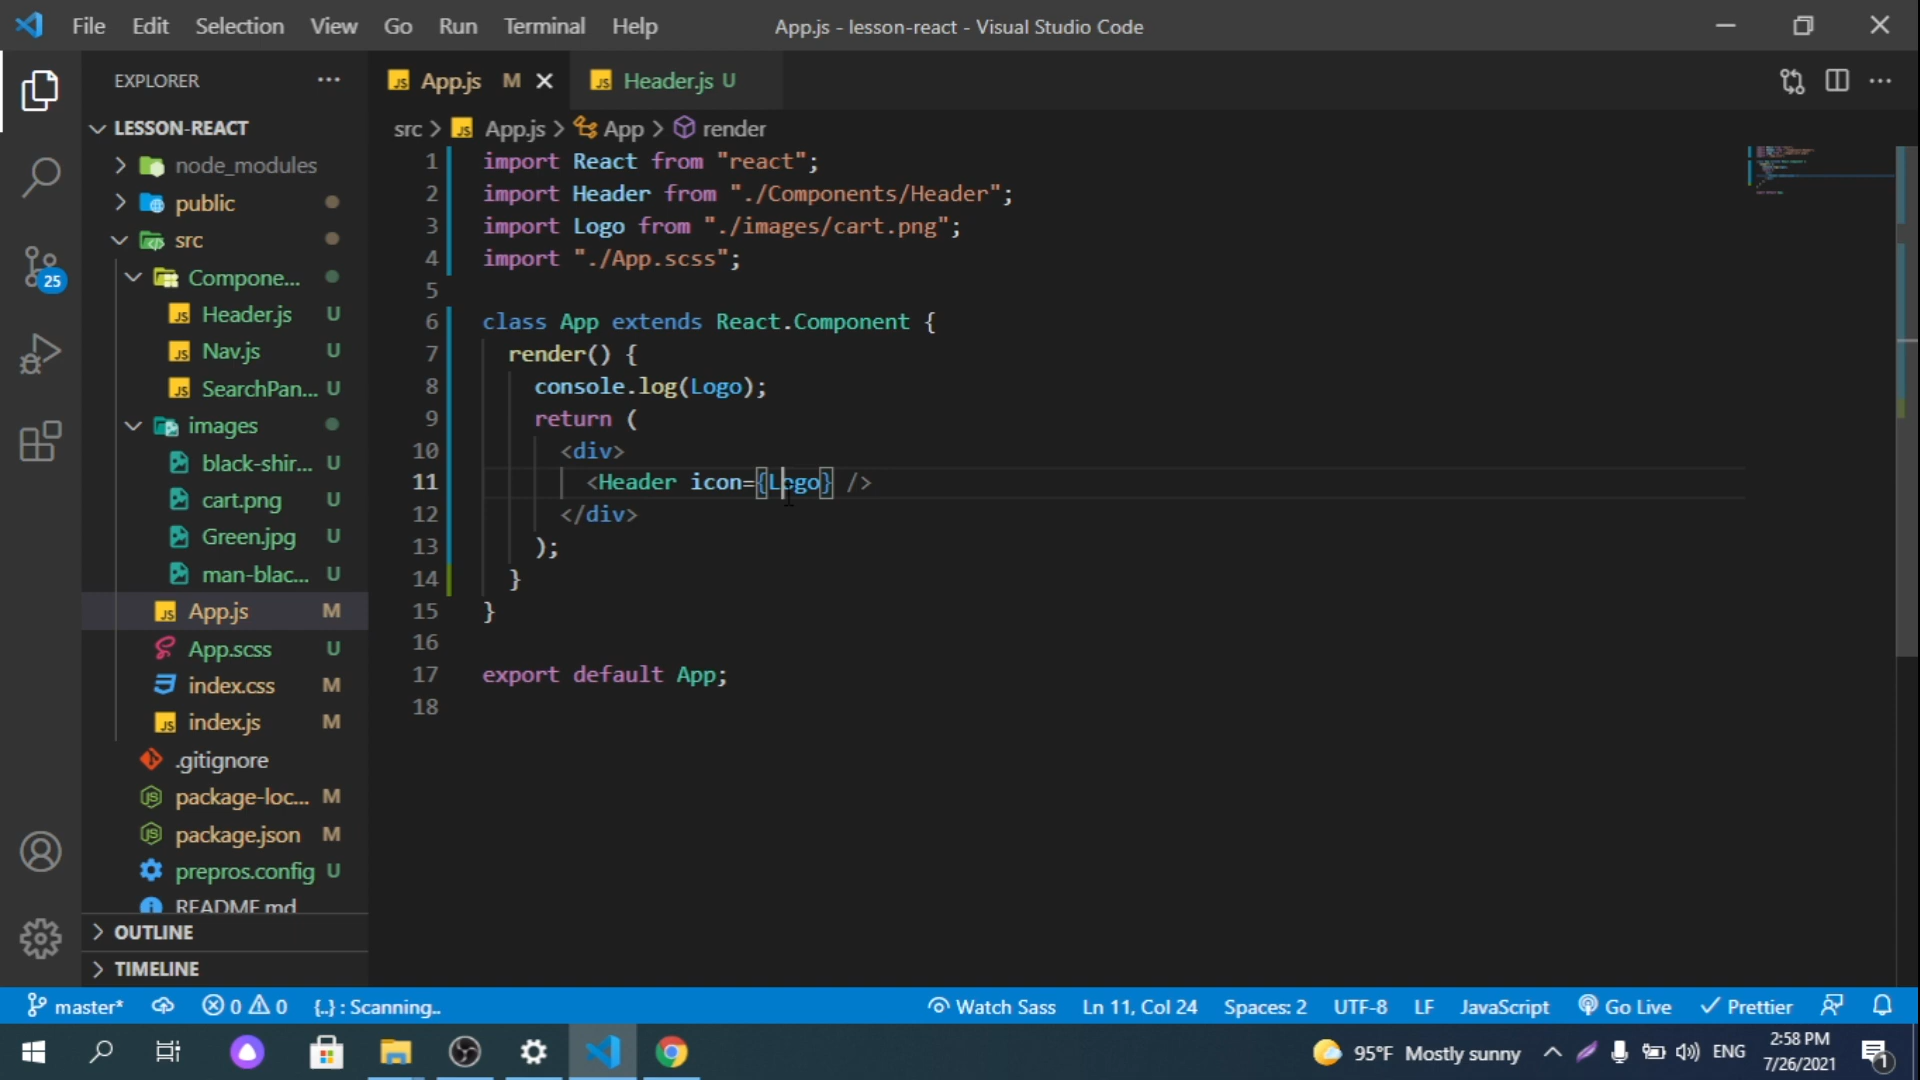 File Edit Selection View Go Run Terminal Help App.js - lesson-react - Visual Studio Code
EXPLORER
App.js M
Header.js U
LESSON-REACT
node_modules
public
src
Compone...
Header.js U
Nav.js U
SearchPan... U
images
black-shir... U
cart.png U
Green.jpg U
man-blac... U
App.js M
App.scss U
index.css M
index.js M
.gitignore
package-loc... M
package.json M
prepros.config U
README.md
OUTLINE
TIMELINE
25
src > App.js > App > render
1 import React from "react";
2 import Header from "./Components/Header";
3 import Logo from "./images/cart.png";
4 import "./App.scss";
5
6 class App extends React.Component {
7 render() {
8 console.log(Logo);
9 return (
10 <div>
11 <Header icon={Logo} />
12 </div>
13 );
14 }
15 }
16
17 export default App;
18
master* 0 0 {..} : Scanning.. Watch Sass Ln 11, Col 24 Spaces: 2 UTF-8 LF JavaScript Go Live Prettier
95°F Mostly sunny ENG 2:58 PM
7/26/2021
1